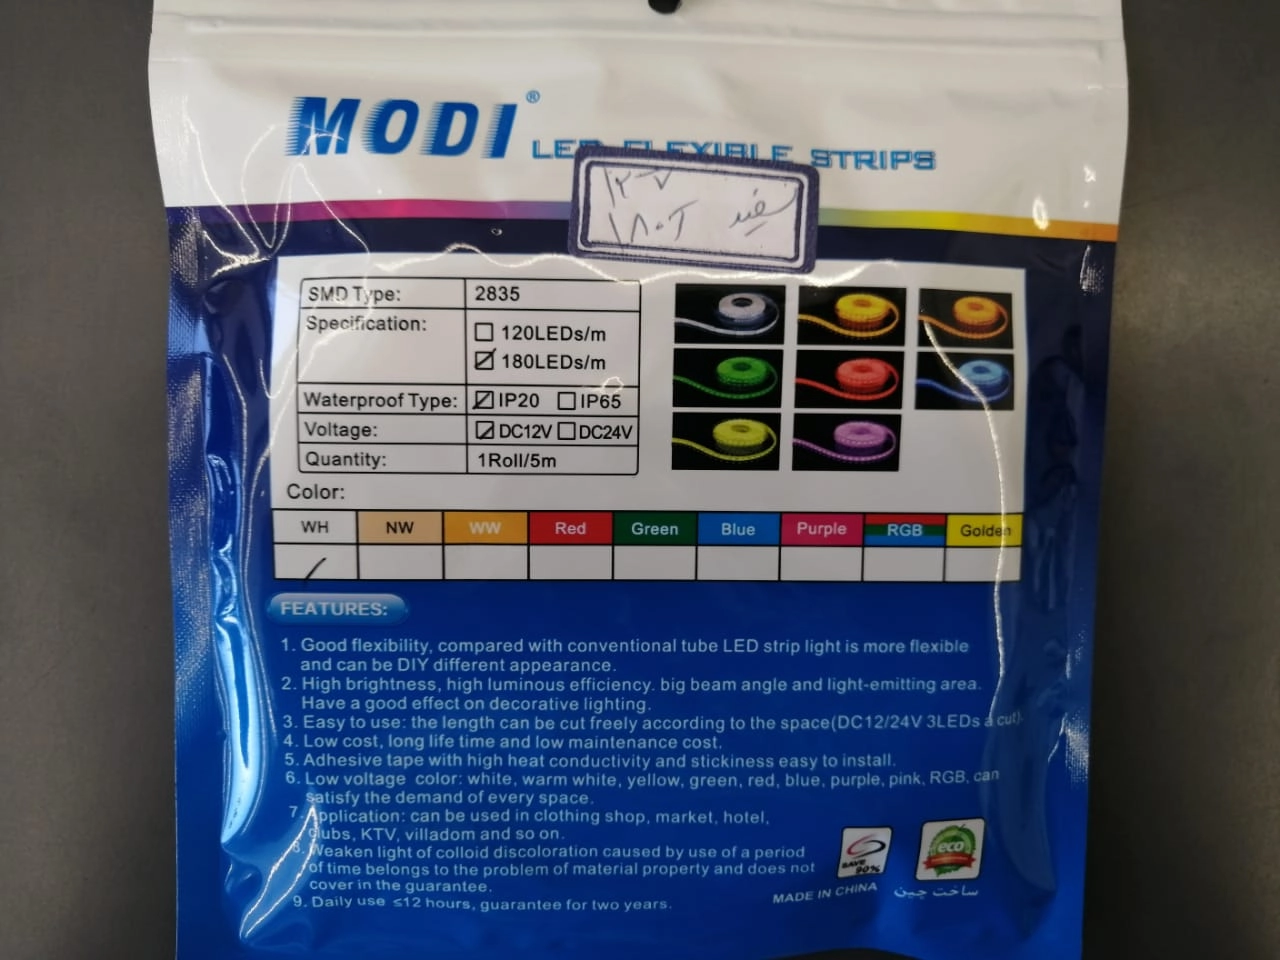 MODI®
LED FLEXIBLE STRIPS
۱۲V
۱۸۰T سفید
SMD Type: 2835
Specification: 120LEDs/m
180LEDs/m
Waterproof Type: IP20 IP65
Voltage: DC12V DC24V
Quantity: 1Roll/5m
Color:
WH NW WW Red Green Blue Purple RGB Golden
FEATURES:
1. Good flexibility, compared with conventional tube LED strip light is more flexible
and can be DIY different appearance.
2. High brightness, high luminous efficiency. big beam angle and light-emitting area.
Have a good effect on decorative lighting.
3. Easy to use: the length can be cut freely according to the space(DC12/24V 3LEDs a cut).
4. Low cost, long life time and low maintenance cost.
5. Adhesive tape with high heat conductivity and stickiness easy to install.
6. Low voltage color: white, warm white, yellow, green, red, blue, purple, pink, RGB, can
satisfy the demand of every space.
7. Application: can be used in clothing shop, market, hotel,
clubs, KTV, villadom and so on.
8. Weaken light of colloid discoloration caused by use of a period
of time belongs to the problem of material property and does not
cover in the guarantee.
9. Daily use ≤12 hours, guarantee for two years.
SAVE
90%
eco
MADE IN CHINA ساخت چین